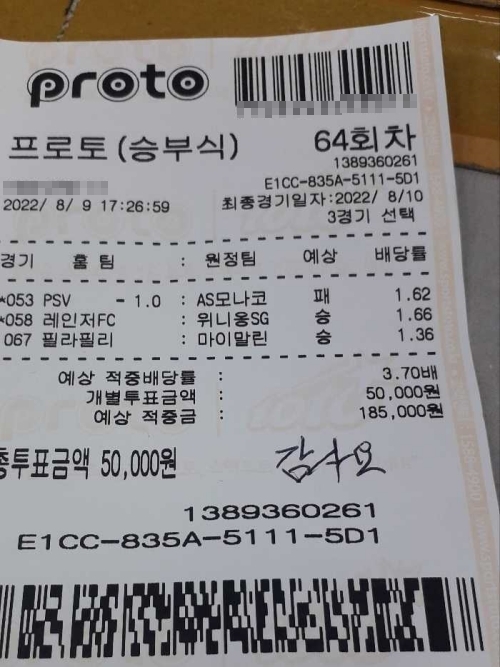 proto
프로토(승부식) 64회차
1389360261
E1CC-835A-5111-5D1
2022/ 8/ 9 17:26:59 최종경기일자:2022/ 8/10
3경기 선택
경기 홈팀 : 원정팀 예상 배당률
*053 PSV - 1.0 : AS모나코 패 1.62
*058 레인저FC : 위니옹SG 승 1.66
067 필라필리 : 마이말린 승 1.36
예상 적중배당률 : 3.70배
개별투표금액 : 50,000원
예상 적중금 : 185,000원
총투표금액 50,000원
1389360261
E1CC-835A-5111-5D1